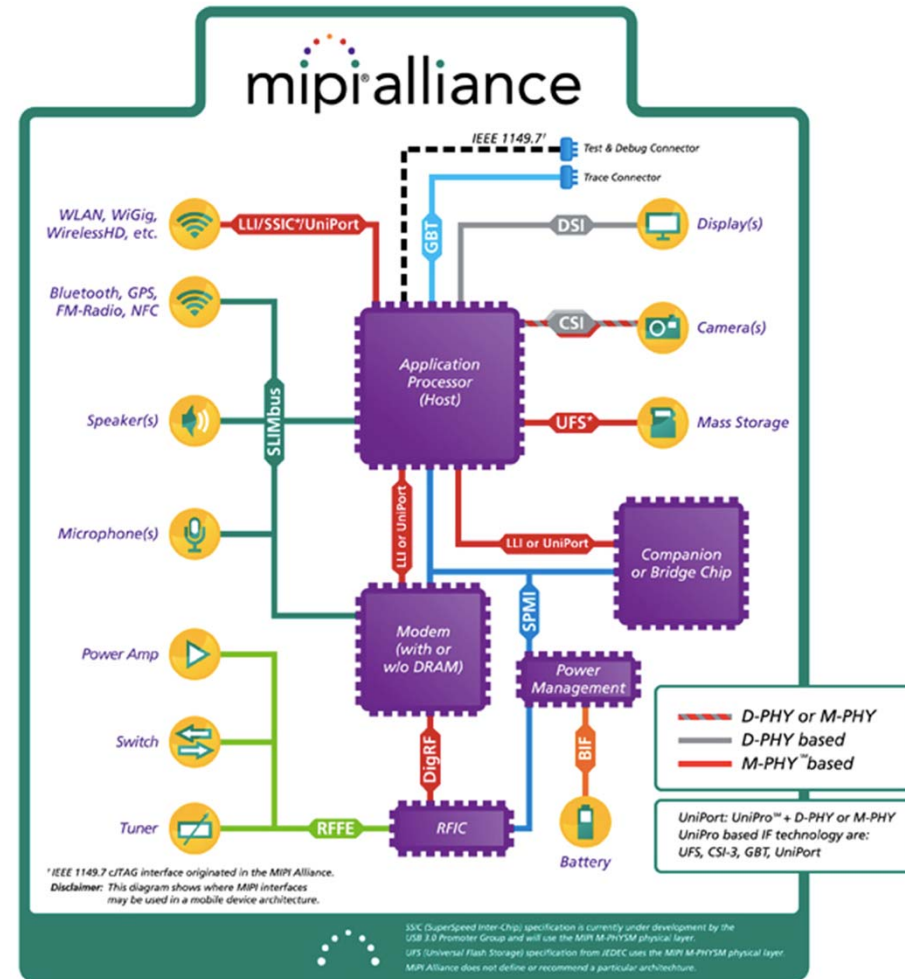 mipi® alliance
IEEE 1149.7†
Test & Debug Connector
Trace Connector
WLAN, WiGig,
WirelessHD, etc.
LLI/SSIC*/UniPort
GBT
DSI
Display(s)
Bluetooth, GPS,
FM-Radio, NFC
CSI
Camera(s)
Application
Processor
(Host)
SLIMbus
Speaker(s)
UFS*
Mass Storage
Microphone(s)
LLI or UniPort
LLI or UniPort
Companion
or Bridge Chip
SPMI
Modem
(with or
w/o DRAM)
Power Amp
Power
Management
Switch
DigRF
BIF
D-PHY or M-PHY
D-PHY based
M-PHY™based
Tuner
RFFE
RFIC
Battery
UniPort: UniPro℠ + D-PHY or M-PHY
UniPro based IF technology are:
UFS, CSI-3, GBT, UniPort
† IEEE 1149.7 cJTAG interface originated in the MIPI Alliance.
Disclaimer: This diagram shows where MIPI interfaces
may be used in a mobile device architecture.
SSIC (SuperSpeed Inter-Chip) specification is currently under development by the
USB 3.0 Promoter Group and will use the MIPI M-PHYSM physical layer.
UFS (Universal Flash Storage) specification from JEDEC uses the MIPI M-PHYSM physical layer.
MIPI Alliance does not define or recommend a particular architechture.